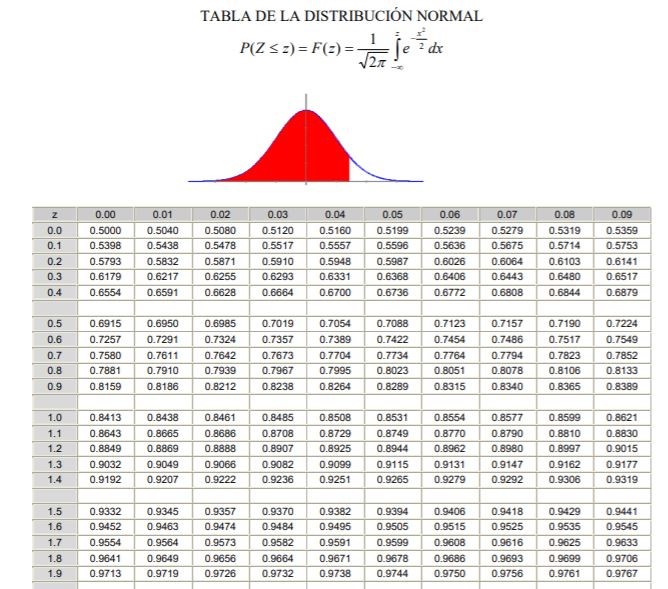 TABLA DE LA DISTRIBUCIÓN NORMAL
P(Z ≤ z) = F(z) = 1/√2π ∫_{-∞}^{z} e^{-x²/2} dx
z 0.00 0.01 0.02 0.03 0.04 0.05 0.06 0.07 0.08 0.09
0.0 0.5000 0.5040 0.5080 0.5120 0.5160 0.5199 0.5239 0.5279 0.5319 0.5359
0.1 0.5398 0.5438 0.5478 0.5517 0.5557 0.5596 0.5636 0.5675 0.5714 0.5753
0.2 0.5793 0.5832 0.5871 0.5910 0.5948 0.5987 0.6026 0.6064 0.6103 0.6141
0.3 0.6179 0.6217 0.6255 0.6293 0.6331 0.6368 0.6406 0.6443 0.6480 0.6517
0.4 0.6554 0.6591 0.6628 0.6664 0.6700 0.6736 0.6772 0.6808 0.6844 0.6879
0.5 0.6915 0.6950 0.6985 0.7019 0.7054 0.7088 0.7123 0.7157 0.7190 0.7224
0.6 0.7257 0.7291 0.7324 0.7357 0.7389 0.7422 0.7454 0.7486 0.7517 0.7549
0.7 0.7580 0.7611 0.7642 0.7673 0.7704 0.7734 0.7764 0.7794 0.7823 0.7852
0.8 0.7881 0.7910 0.7939 0.7967 0.7995 0.8023 0.8051 0.8078 0.8106 0.8133
0.9 0.8159 0.8186 0.8212 0.8238 0.8264 0.8289 0.8315 0.8340 0.8365 0.8389
1.0 0.8413 0.8438 0.8461 0.8485 0.8508 0.8531 0.8554 0.8577 0.8599 0.8621
1.1 0.8643 0.8665 0.8686 0.8708 0.8729 0.8749 0.8770 0.8790 0.8810 0.8830
1.2 0.8849 0.8869 0.8888 0.8907 0.8925 0.8944 0.8962 0.8980 0.8997 0.9015
1.3 0.9032 0.9049 0.9066 0.9082 0.9099 0.9115 0.9131 0.9147 0.9162 0.9177
1.4 0.9192 0.9207 0.9222 0.9236 0.9251 0.9265 0.9279 0.9292 0.9306 0.9319
1.5 0.9332 0.9345 0.9357 0.9370 0.9382 0.9394 0.9406 0.9418 0.9429 0.9441
1.6 0.9452 0.9463 0.9474 0.9484 0.9495 0.9505 0.9515 0.9525 0.9535 0.9545
1.7 0.9554 0.9564 0.9573 0.9582 0.9591 0.9599 0.9608 0.9616 0.9625 0.9633
1.8 0.9641 0.9649 0.9656 0.9664 0.9671 0.9678 0.9686 0.9693 0.9699 0.9706
1.9 0.9713 0.9719 0.9726 0.9732 0.9738 0.9744 0.9750 0.9756 0.9761 0.9767